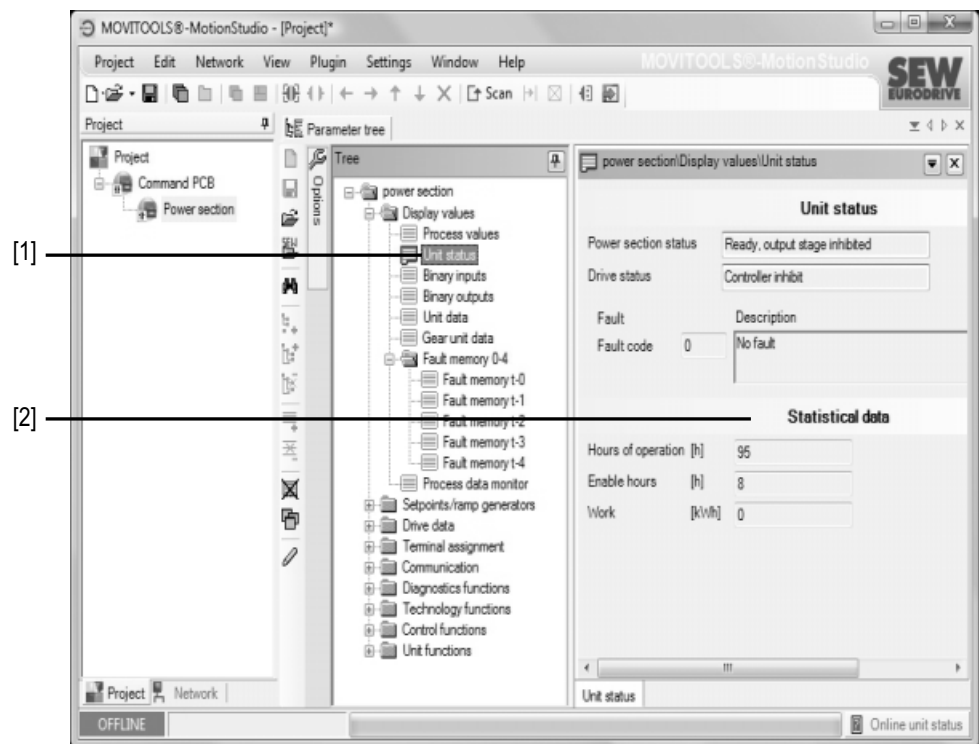 MOVITOOLS®-MotionStudio - [Project]*
Project Edit Network View Plugin Settings Window Help
MOVITOOLS®-MotionStudio
SEW
EURODRIVE
Scan
Project
Parameter tree
Project
Command PCB
Power section
Options
SEW
Tree
power section
Display values
Process values
[1]
Unit status
Binary inputs
Binary outputs
Unit data
Gear unit data
Fault memory 0-4
Fault memory t-0
Fault memory t-1
[2]
Fault memory t-2
Fault memory t-3
Fault memory t-4
Process data monitor
Setpoints/ramp generators
Drive data
Terminal assignment
Communication
Diagnostics functions
Technology functions
Control functions
Unit functions
power section\Display values\Unit status
Unit status
Power section status Ready, output stage inhibited
Drive status Controller inhibit
Fault Description
Fault code 0 No fault
Statistical data
Hours of operation [h] 95
Enable hours [h] 8
Work [kWh] 0
Project Network
Unit status
OFFLINE
Online unit status